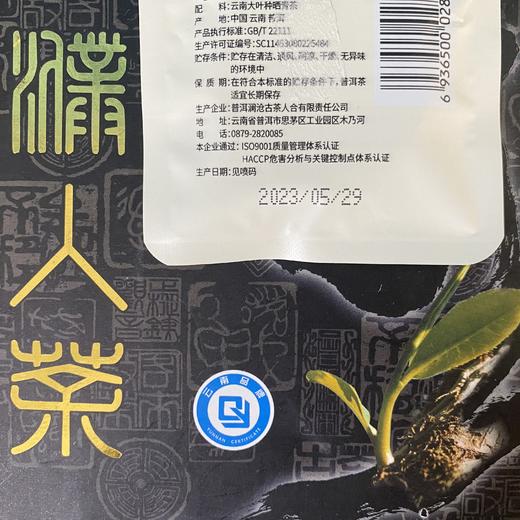 配　　料：云南大叶种晒青茶
产　　地：中国 云南 普洱
产品执行标准：GB/T 22111
生产许可证编号：SC11453080225484
贮存条件：贮存在清洁、通风、阴凉、干燥、无异味
的环境中
保 质 期：在符合本标准的贮存条件下，普洱茶
适宜长期保存
生产企业：普洱澜沧古茶人合有限责任公司
地　　址：云南省普洱市思茅区工业园区木乃河
电　　话：0879-2820085
本企业通过：ISO9001质量管理体系认证
HACCP危害分析与关键控制点体系认证
生产日期：见喷码
2023/05/29
6 936500 028
濮人茶
云南品德
YUNNAN CERTIFICATE